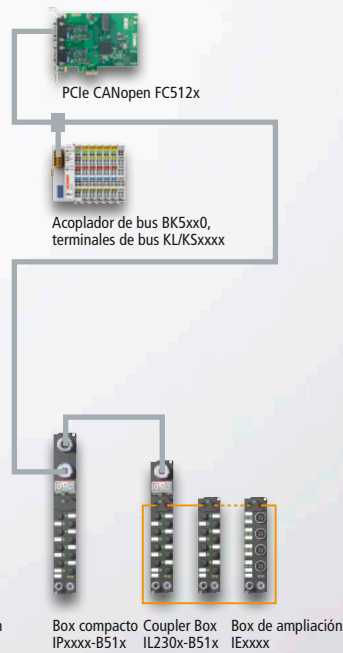 PCIe CANopen FC512x
Acoplador de bus BK5xx0,
terminales de bus KL/KSxxxx
n
Box compacto Coupler Box Box de ampliación
IPxxxx-B51x IL230x-B51x IExxxx